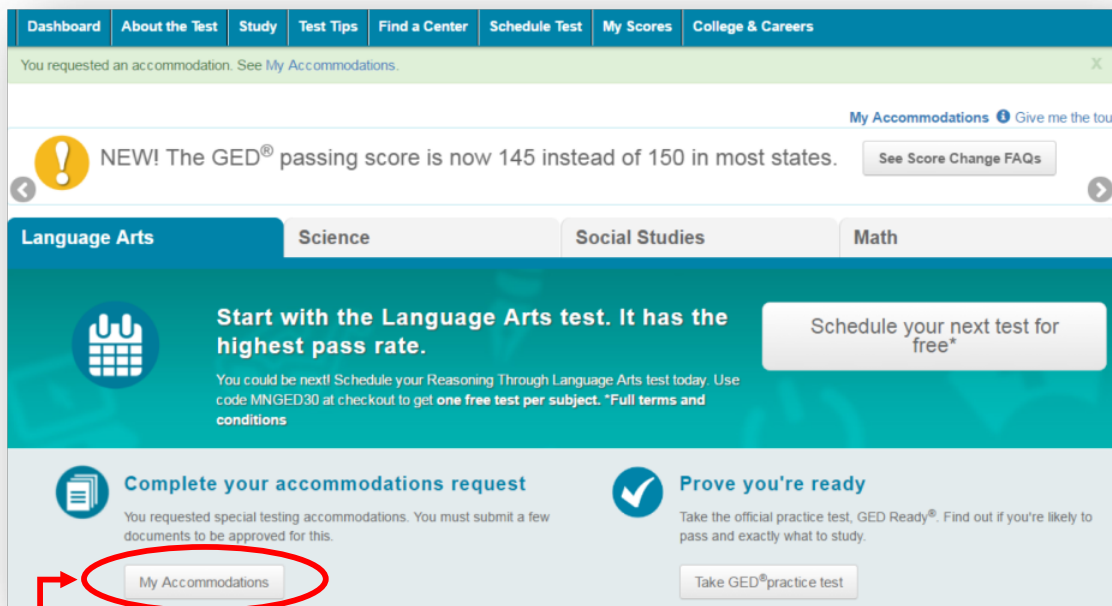 Dashboard About the Test Study Test Tips Find a Center Schedule Test My Scores College & Careers
You requested an accommodation. See My Accommodations. X
My Accommodations Give me the tou
NEW! The GED® passing score is now 145 instead of 150 in most states. See Score Change FAQs
Language Arts Science Social Studies Math
Start with the Language Arts test. It has the
highest pass rate.
You could be next! Schedule your Reasoning Through Language Arts test today. Use
code MNGED30 at checkout to get one free test per subject. *Full terms and
conditions
Schedule your next test for
free*
Complete your accommodations request
You requested special testing accommodations. You must submit a few
documents to be approved for this.
My Accommodations
Prove you're ready
Take the official practice test, GED Ready®. Find out if you're likely to
pass and exactly what to study.
Take GED®practice test